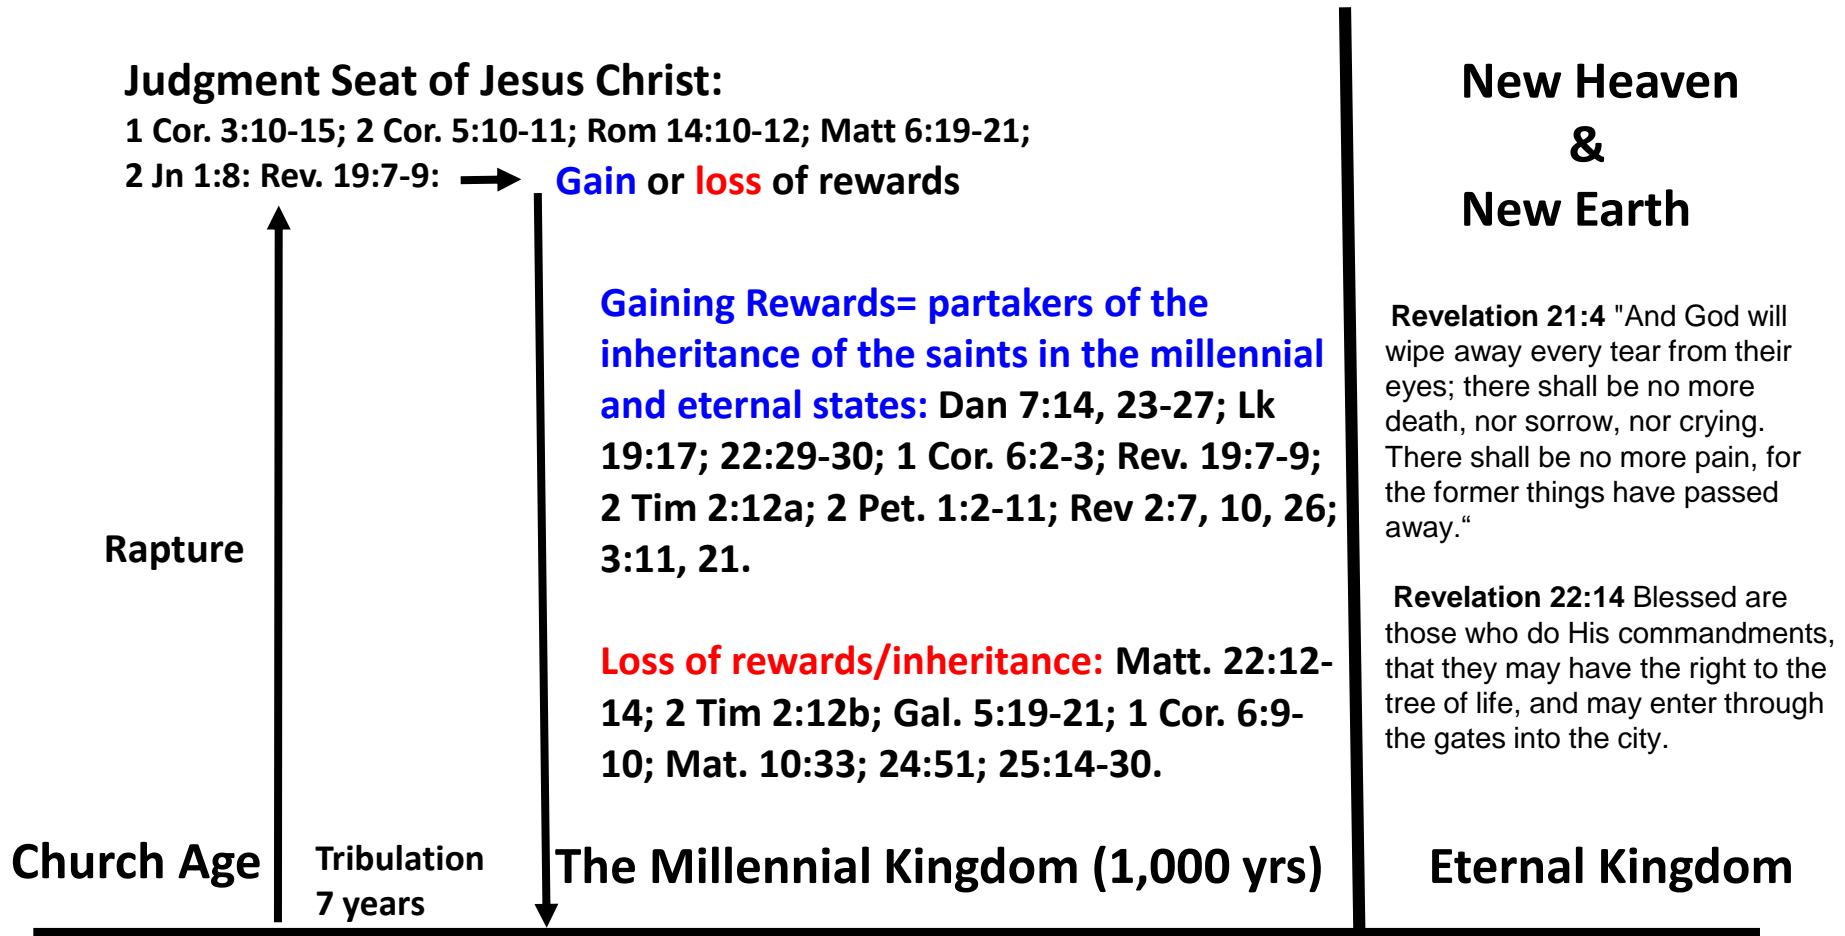 Judgment Seat of Jesus Christ:
1 Cor. 3:10-15; 2 Cor. 5:10-11; Rom 14:10-12; Matt 6:19-21;
2 Jn 1:8: Rev. 19:7-9:
Gain or loss of rewards
Gaining Rewards= partakers of the
inheritance of the saints in the millennial
and eternal states: Dan 7:14, 23-27; Lk
19:17; 22:29-30; 1 Cor. 6:2-3; Rev. 19:7-9;
2 Tim 2:12a; 2 Pet. 1:2-11; Rev 2:7, 10, 26;
3:11, 21.
Rapture
Loss of rewards/inheritance: Matt. 22:12-
14; 2 Tim 2:12b; Gal. 5:19-21; 1 Cor. 6:9-
10; Mat. 10:33; 24:51; 25:14-30.
Church Age
Tribulation
7 years
The Millennial Kingdom (1,000 yrs)
New Heaven
&
New Earth
Revelation 21:4 "And God will
wipe away every tear from their
eyes; there shall be no more
death, nor sorrow, nor crying.
There shall be no more pain, for
the former things have passed
away.“
Revelation 22:14 Blessed are
those who do His commandments,
that they may have the right to the
tree of life, and may enter through
the gates into the city.
Eternal Kingdom